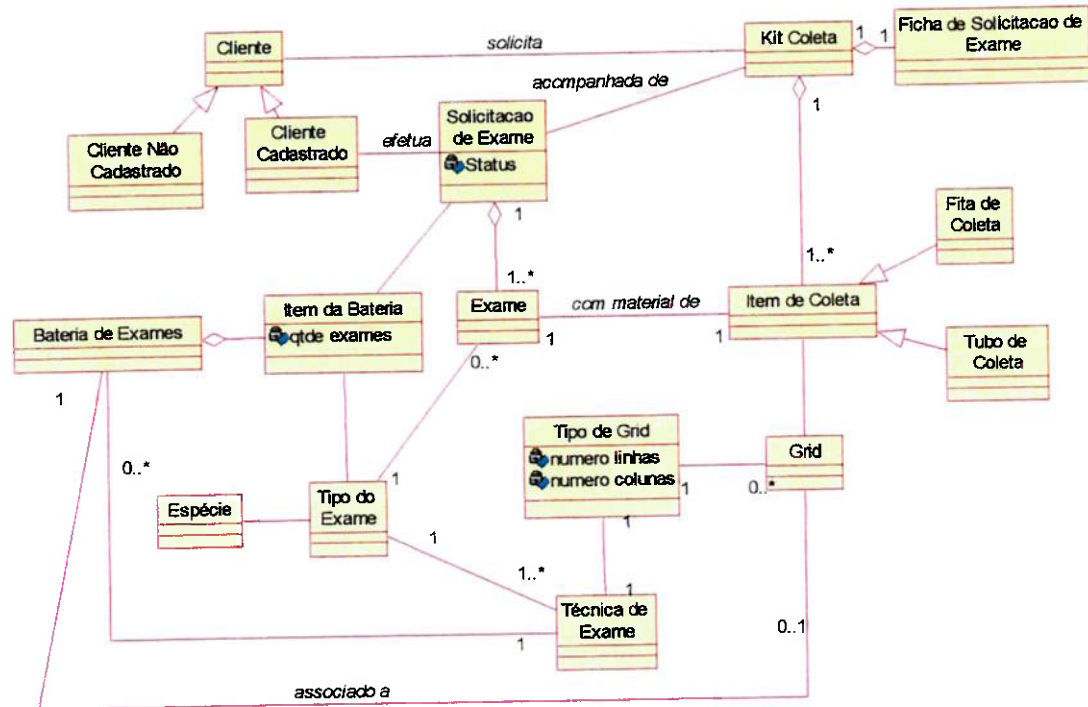 Cliente
solicita
Kit Coleta
1
1
Ficha de Solicitacao de
Exame
acompanhada de
1
Cliente Não
Cadastrado
Cliente
Cadastrado
efetua
Solicitacao
de Exame
Status
1
Fita de
Coleta
1..*
1..*
Bateria de Exames
Item da Bateria
qtde exames
Exame
com material de
Item de Coleta
1
1
Tubo de
Coleta
1
0..*
0..*
Tipo de Grid
numero linhas
numero colunas
Grid
1
0..*
1
Espécie
Tipo do
Exame
1
1
1..*
1
Técnica de
Exame
1
0..1
associado a